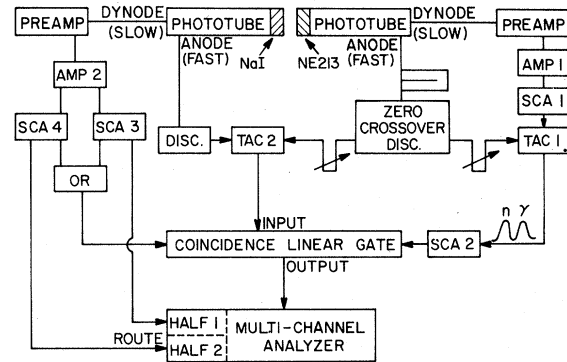 PREAMP
DYNODE
(SLOW)
PHOTOTUBE
PHOTOTUBE
DYNODE
(SLOW)
PREAMP
ANODE
(FAST)
NaI
NE213
ANODE
(FAST)
AMP 2
AMP 1
SCA 1
SCA 4
SCA 3
DISC.
TAC 2
ZERO
CROSSOVER
DISC.
TAC 1
OR
INPUT
n γ
COINCIDENCE LINEAR GATE
SCA 2
OUTPUT
ROUTE
HALF 1
HALF 2
MULTI-CHANNEL
ANALYZER